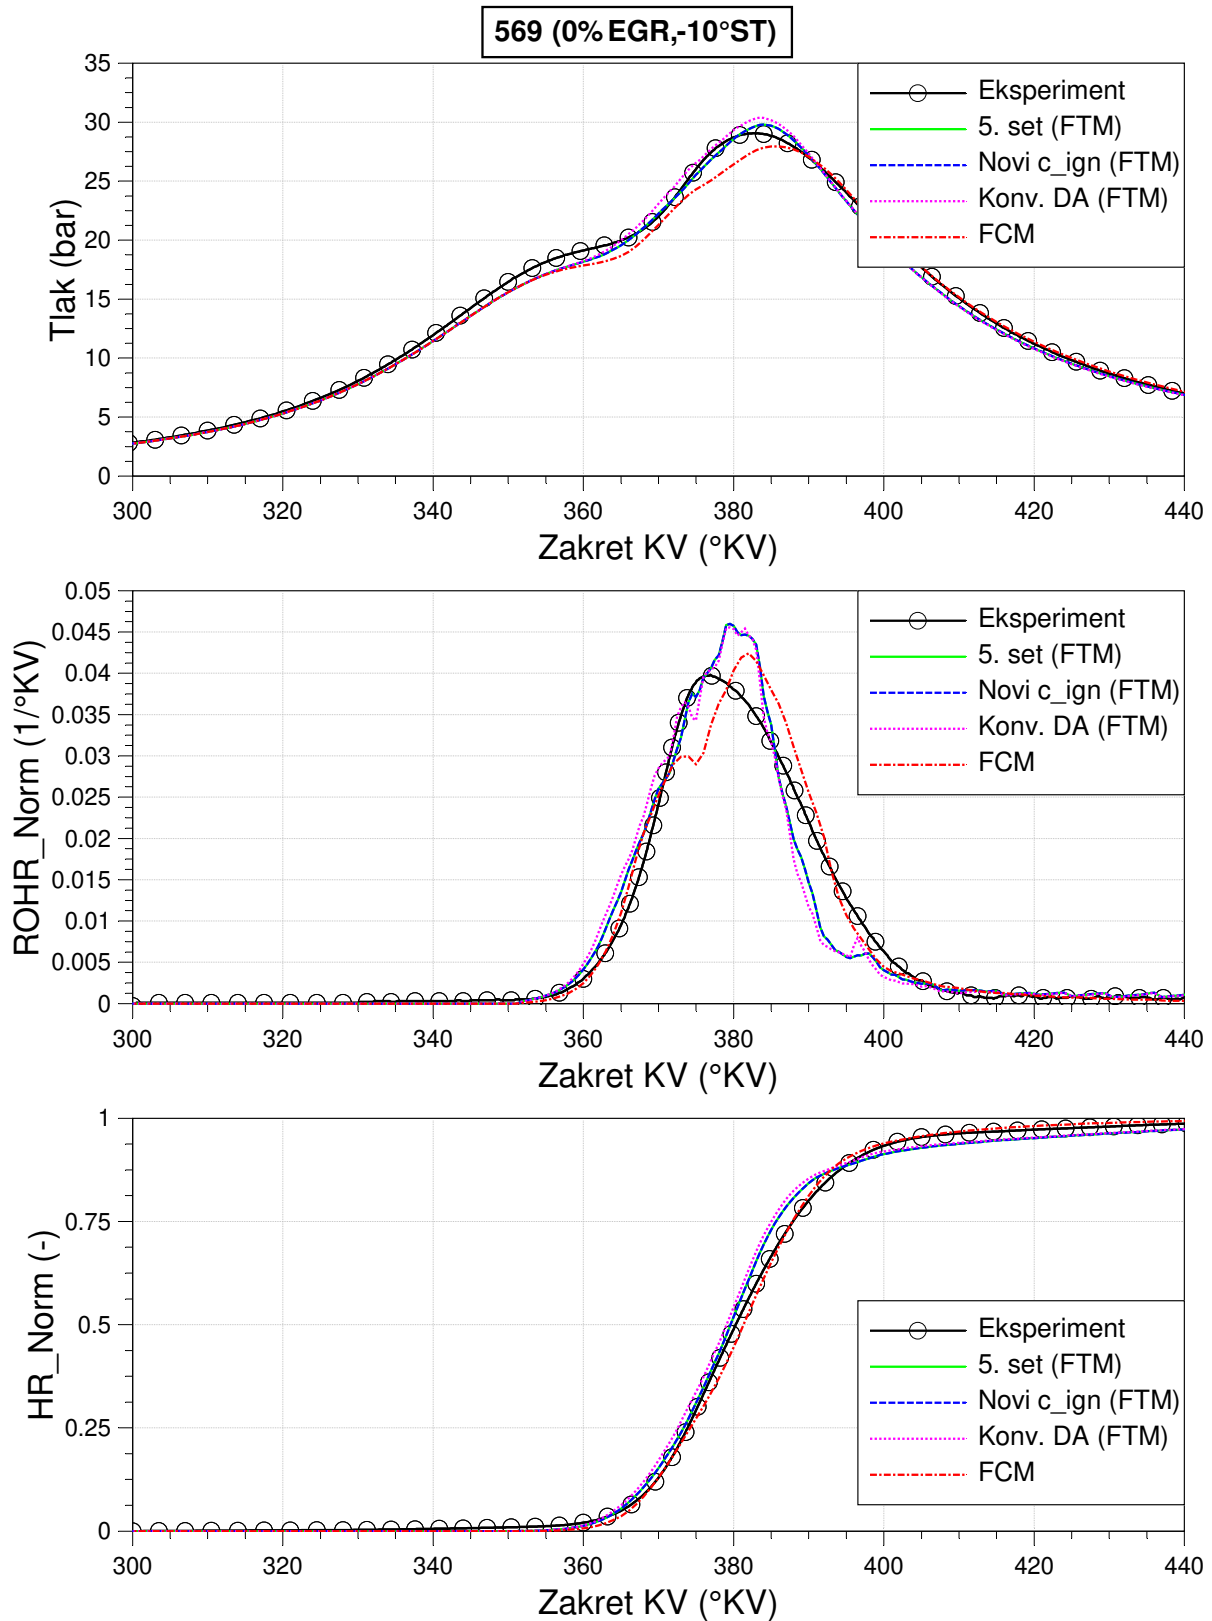 569 (0% EGR,-10°ST)
35
30
25
20
15
10
5
0
Tlak (bar)
Eksperiment
5. set (FTM)
Novi c_ign (FTM)
Konv. DA (FTM)
FCM
300 320 340 360 380 400 420 440
Zakret KV (°KV)
0.05
0.045
0.04
0.035
0.03
0.025
0.02
0.015
0.01
0.005
0
ROHR_Norm (1/°KV)
Eksperiment
5. set (FTM)
Novi c_ign (FTM)
Konv. DA (FTM)
FCM
300 320 340 360 380 400 420 440
Zakret KV (°KV)
1
0.75
0.5
0.25
0
HR_Norm (-)
Eksperiment
5. set (FTM)
Novi c_ign (FTM)
Konv. DA (FTM)
FCM
300 320 340 360 380 400 420 440
Zakret KV (°KV)